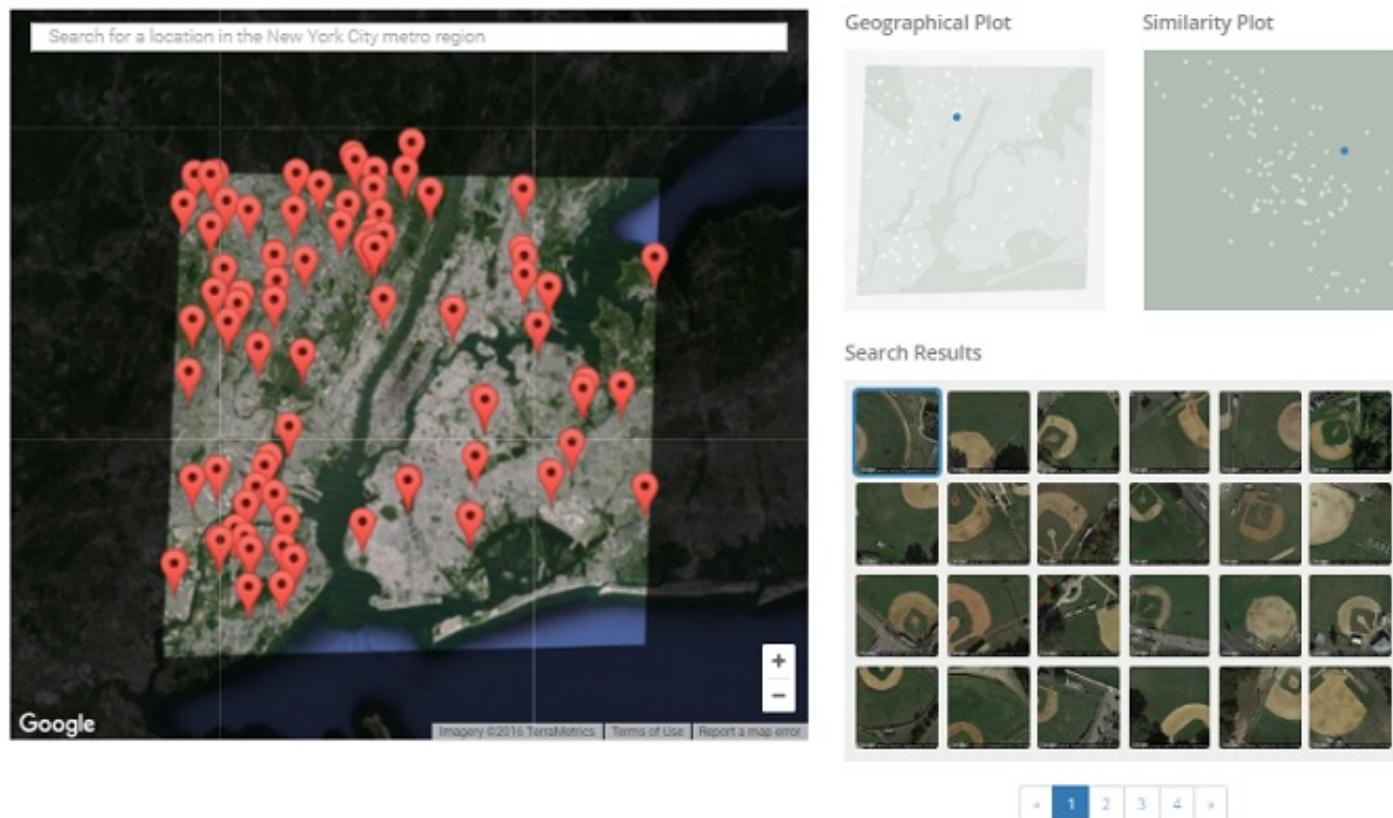 Search for a location in the New York City metro region
Google
Imagery ©2016 TerraMetrics
Terms of Use
Report a map error
+
−
Geographical Plot
Similarity Plot
Search Results
«
1
2
3
4
»